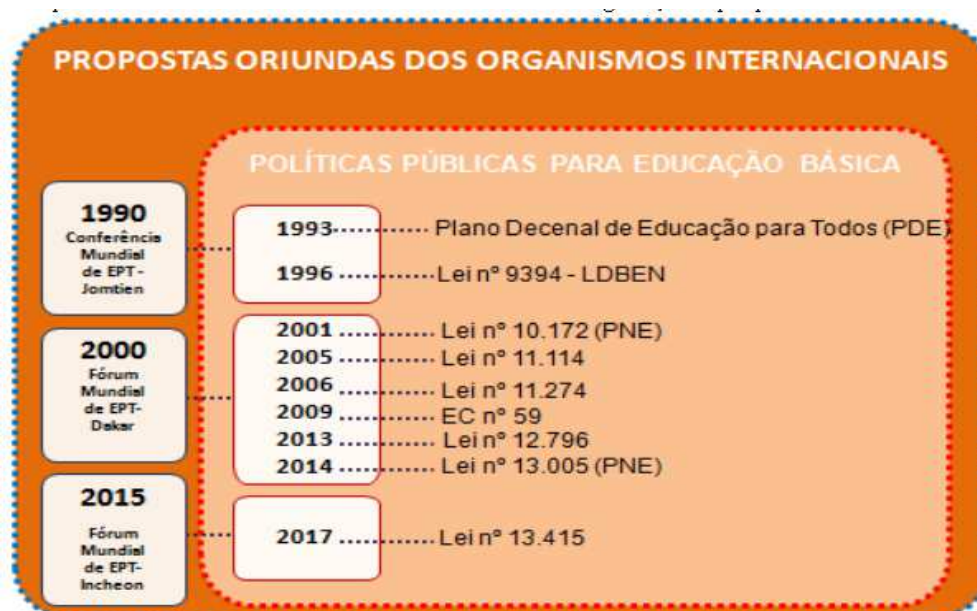 PROPOSTAS ORIUNDAS DOS ORGANISMOS INTERNACIONAIS
POLÍTICAS PÚBLICAS PARA EDUCAÇÃO BÁSICA
1990
Conferência
Mundial
de EPT -
Jomtien
1993 ............ Plano Decenal de Educação para Todos (PDE)
1996 ............ Lei nº 9394 - LDBEN
2000
Fórum
Mundial
de EPT-
Dakar
2001 ............ Lei nº 10.172 (PNE)
2005 ............ Lei nº 11.114
2006 ............ Lei nº 11.274
2009 ............ EC nº 59
2013 ............ Lei nº 12.796
2014 ............ Lei nº 13.005 (PNE)
2015
Fórum
Mundial
de EPT-
Incheon
2017 ............ Lei nº 13.415